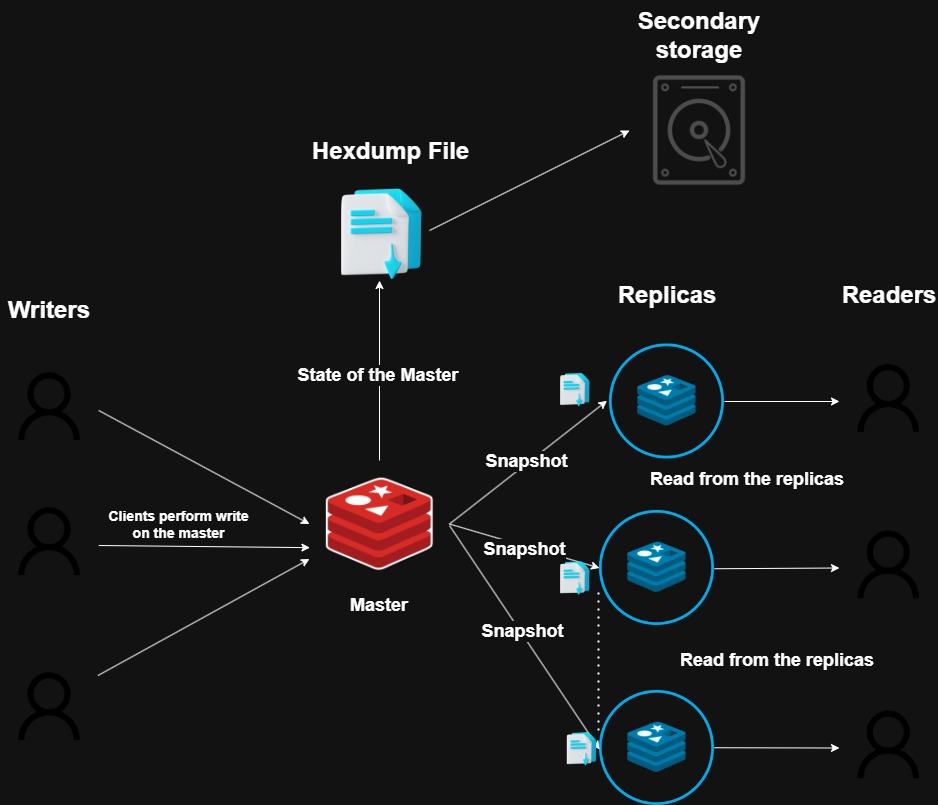 Secondary
storage
Hexdump File
Writers
Replicas
Readers
State of the Master
Snapshot
Read from the replicas
Clients perform write
on the master
Snapshot
Master
Snapshot
Read from the replicas